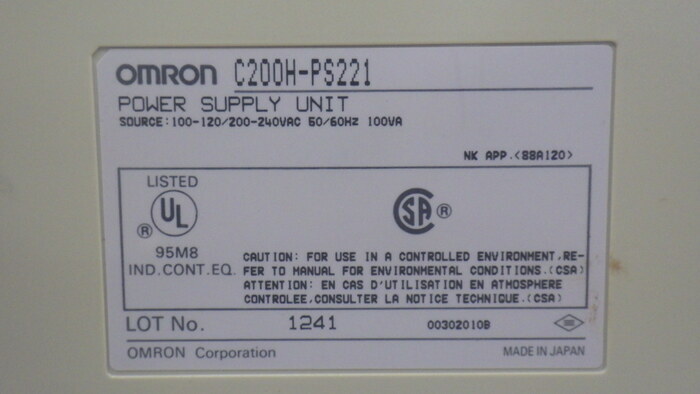 OMRON C200H-PS221
POWER SUPPLY UNIT
SOURCE:100-120/200-240VAC 50/60Hz 100VA
NK APP.<88A120>
LISTED
UL
®
95M8
IND.CONT.EQ.
SA ®
CAUTION: FOR USE IN A CONTROLLED ENVIRONMENT.RE-
FER TO MANUAL FOR ENVIRONMENTAL CONDITIONS.(CSA)
ATTENTION: EN CAS D'UTILISATION EN ATMOSPHERE
CONTROLEE.CONSULTER LA NOTICE TECHNIQUE.(CSA)
LOT No. 1241 00302010B
OMRON Corporation MADE IN JAPAN